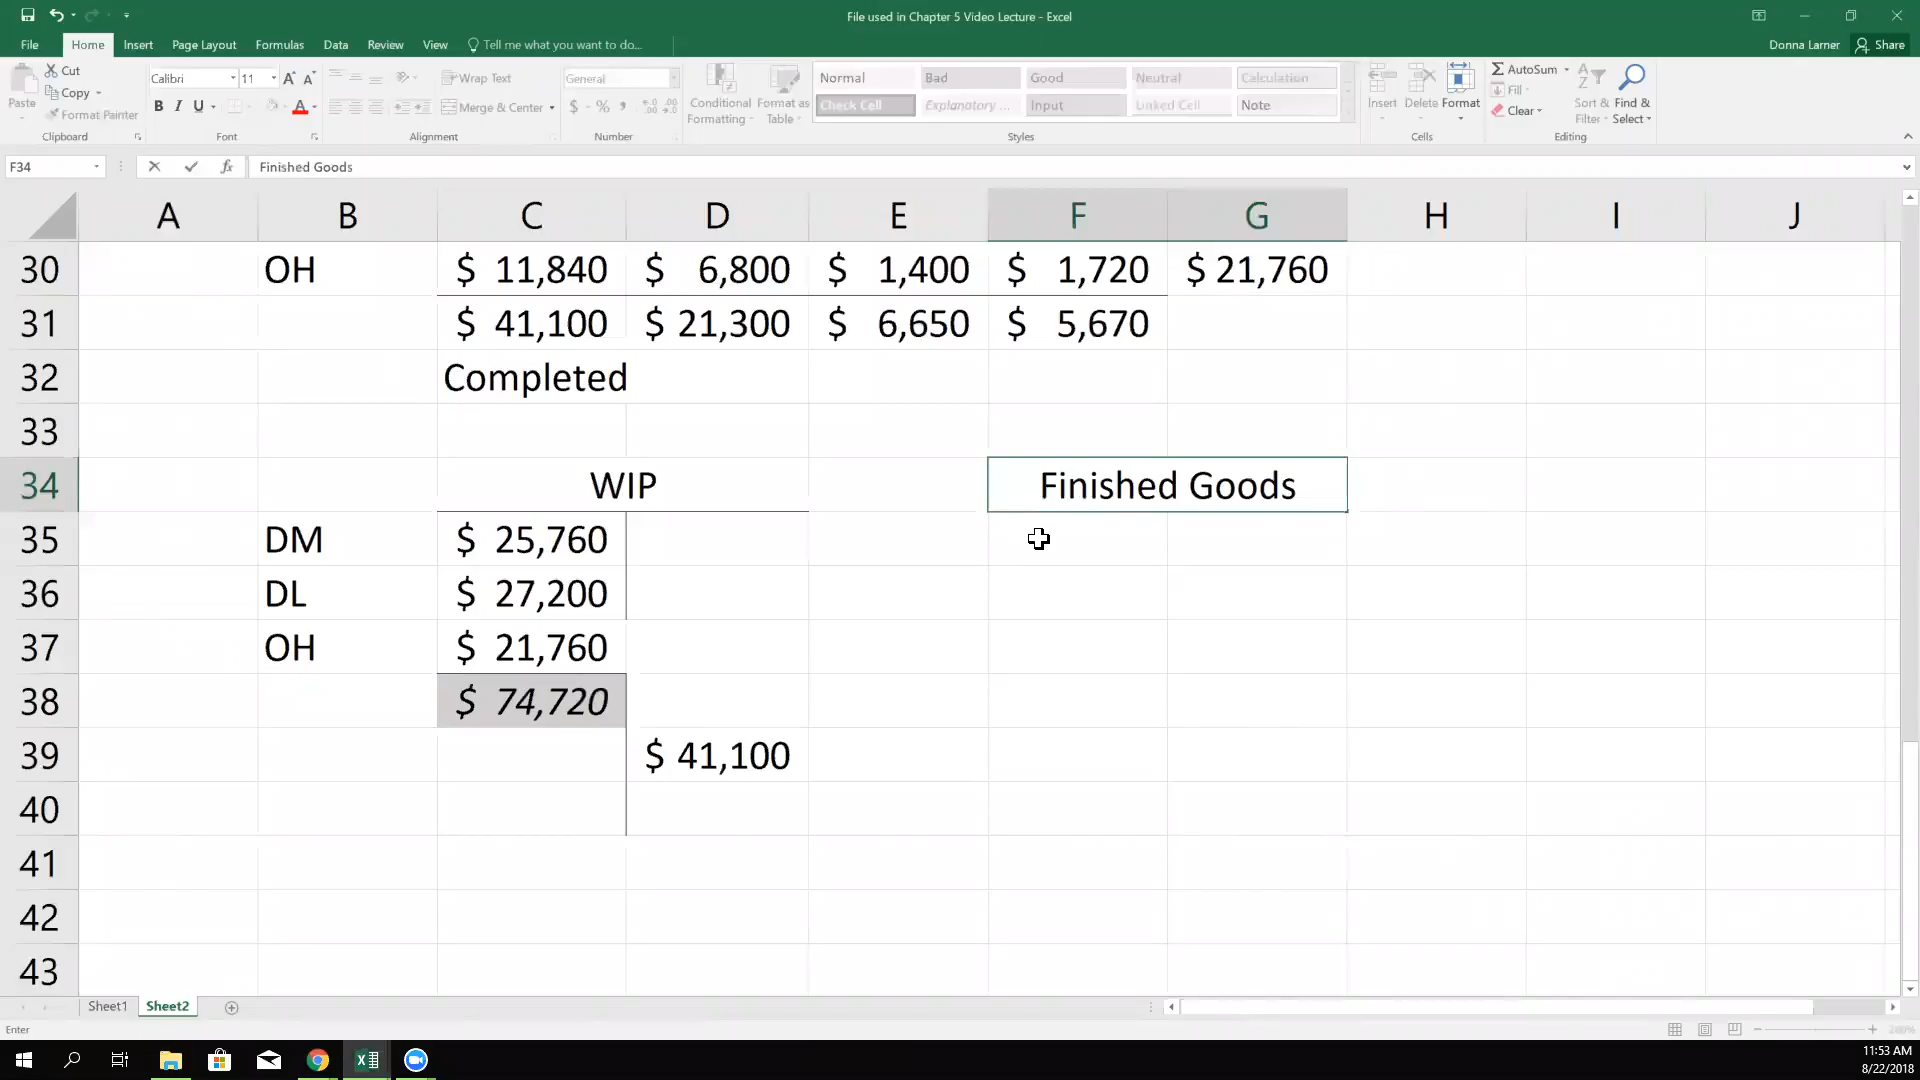 File used in Chapter 5 Video Lecture - Excel
File Home Insert Page Layout Formulas Data Review View Tell me what you want to do... Donna Larner Share
Cut Calibri 11 A A Wrap Text General Normal Bad Good Neutral Calculation AutoSum
Paste Copy B I U A Merge & Center $ % Conditional Formatting Format as Table Check Cell Explanatory ... Input Linked Cell Note Insert Delete Format Fill Sort & Filter Find & Select
Format Painter Clear
Clipboard Font Alignment Number Styles Cells Editing
F34 fx Finished Goods
A B C D E F G H I J
30 OH $ 11,840 $ 6,800 $ 1,400 $ 1,720 $ 21,760
31 $ 41,100 $ 21,300 $ 6,650 $ 5,670
32 Completed
33
34 WIP Finished Goods
35 DM $ 25,760
36 DL $ 27,200
37 OH $ 21,760
38 $ 74,720
39 $ 41,100
40
41
42
43
Sheet1 Sheet2
Enter
11:53 AM
8/22/2018